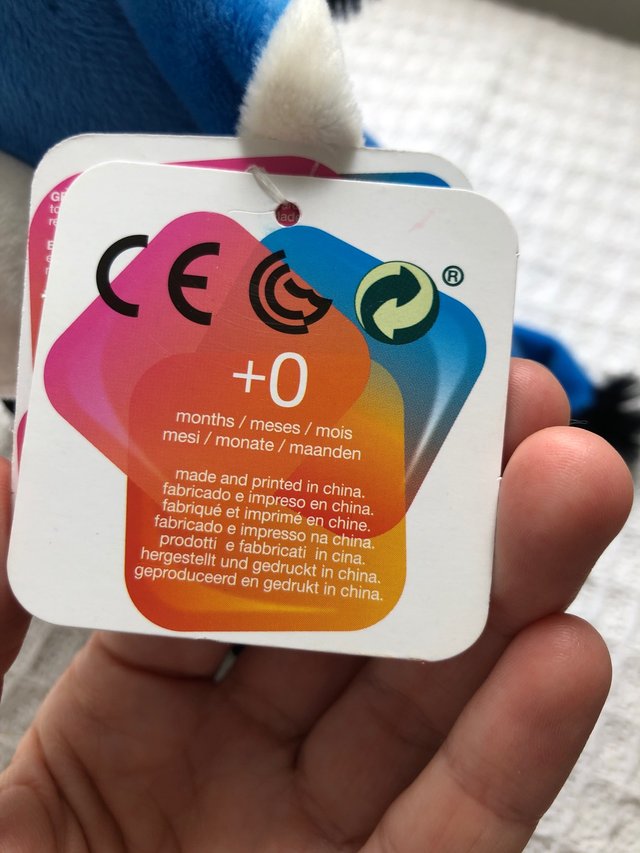 CE
®
+0
months / meses / mois
mesi / monate / maanden
made and printed in china.
fabricado e impreso en china.
fabriqué et imprimé en chine.
fabricado e impresso na china.
prodotti e fabbricati in cina.
hergestellt und gedruckt in china.
geproduceerd en gedrukt in china.